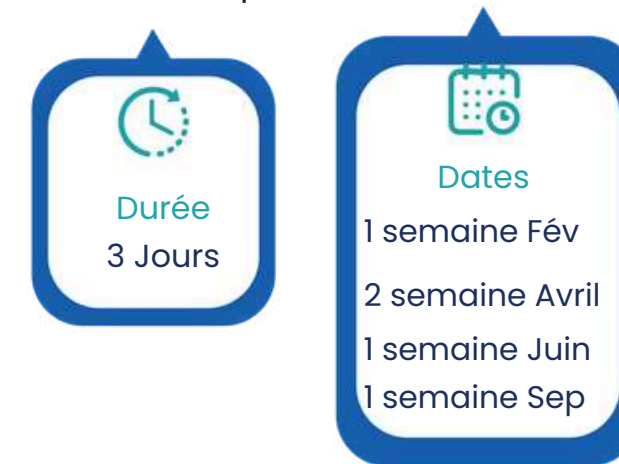 Durée
3 Jours
Dates
1 semaine Fév
2 semaine Avril
1 semaine Juin
1 semaine Sep